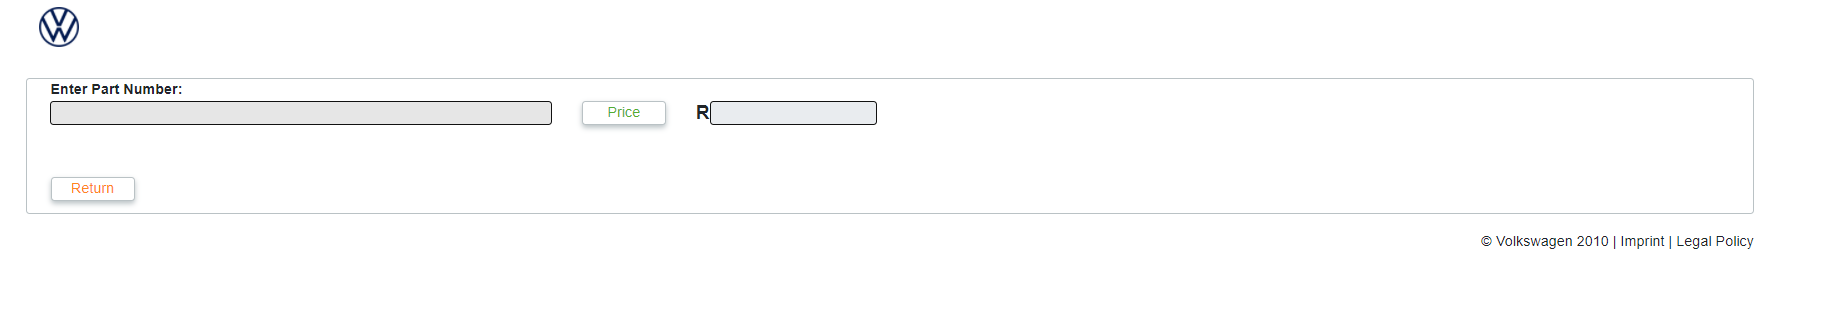 Enter Part Number:
Price R
Return
© Volkswagen 2010 | Imprint | Legal Policy